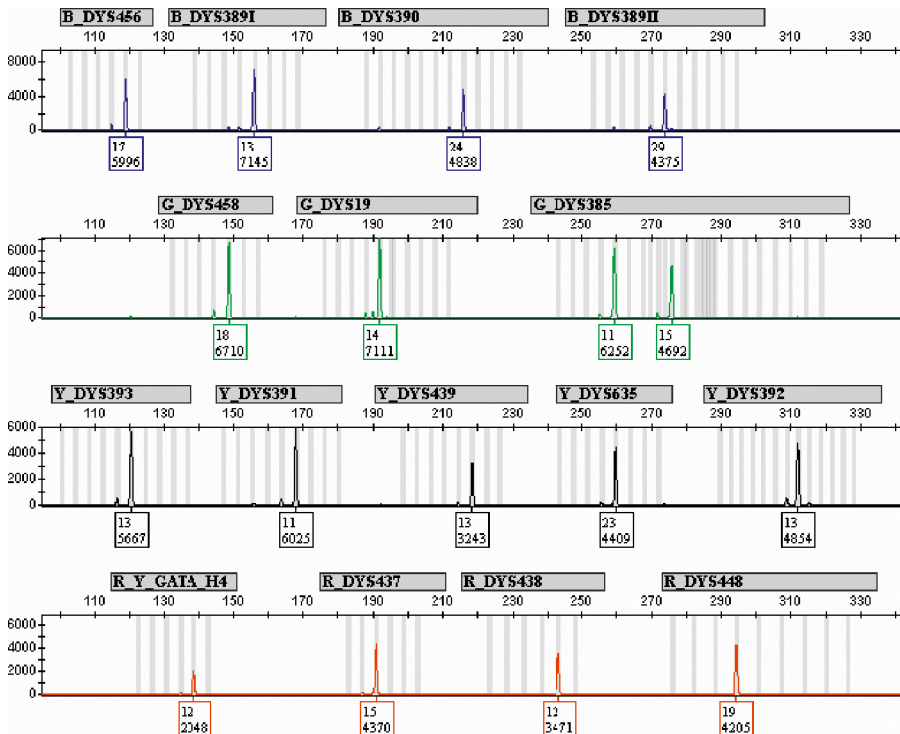 B_DYS456 B_DYS389I B_DYS390 B_DYS389II
110 130 150 170 190 210 230 250 270 290 310 330
8000
4000
0
17 13 24 29
5996 7145 4838 4375
G_DYS458 G_DYS19 G_DYS385
110 130 150 170 190 210 230 250 270 290 310 330
6000
4000
2000
0
18 14 11 15
6710 7111 6252 4692
Y_DYS393 Y_DYS391 Y_DYS439 Y_DYS635 Y_DYS392
110 130 150 170 190 210 230 250 270 290 310 330
6000
4000
2000
0
13 11 13 23 13
5667 6025 3243 4409 4854
R_Y_GATA_H4 R_DYS437 R_DYS438 R_DYS448
110 130 150 170 190 210 230 250 270 290 310 330
6000
4000
2000
0
12 15 12 19
4370 3471 4205